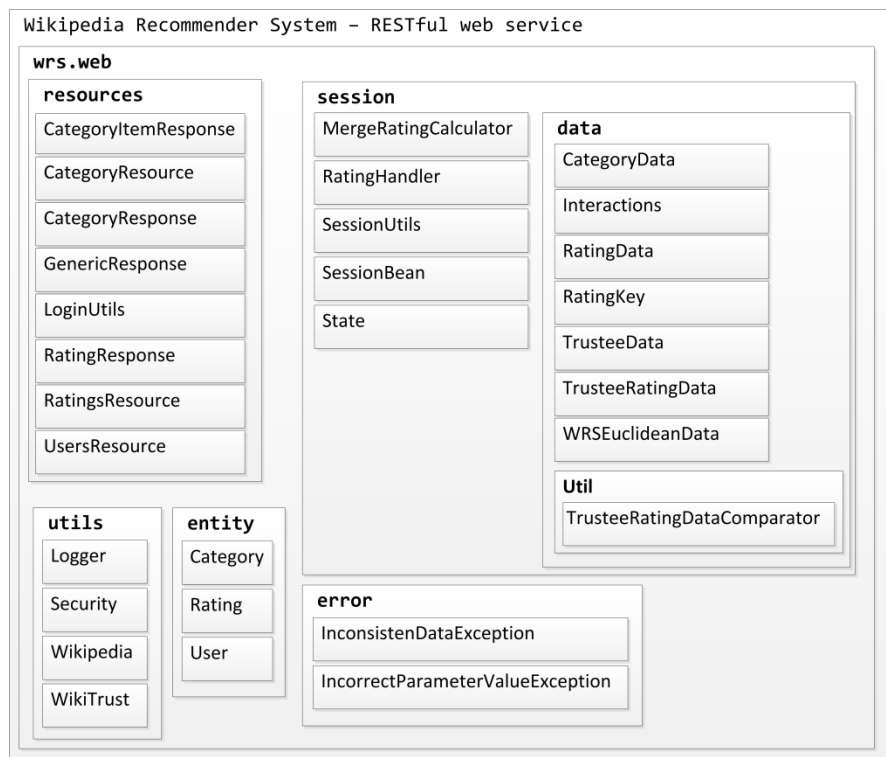 Wikipedia Recommender System – RESTful web service
wrs.web
resources
CategoryItemResponse
CategoryResource
CategoryResponse
GenericResponse
LoginUtils
RatingResponse
RatingsResource
UsersResource
session
MergeRatingCalculator
RatingHandler
SessionUtils
SessionBean
State
data
CategoryData
Interactions
RatingData
RatingKey
TrusteeData
TrusteeRatingData
WRSEuclideanData
Util
TrusteeRatingDataComparator
utils
Logger
Security
Wikipedia
WikiTrust
entity
Category
Rating
User
error
InconsistenDataException
IncorrectParameterValueException